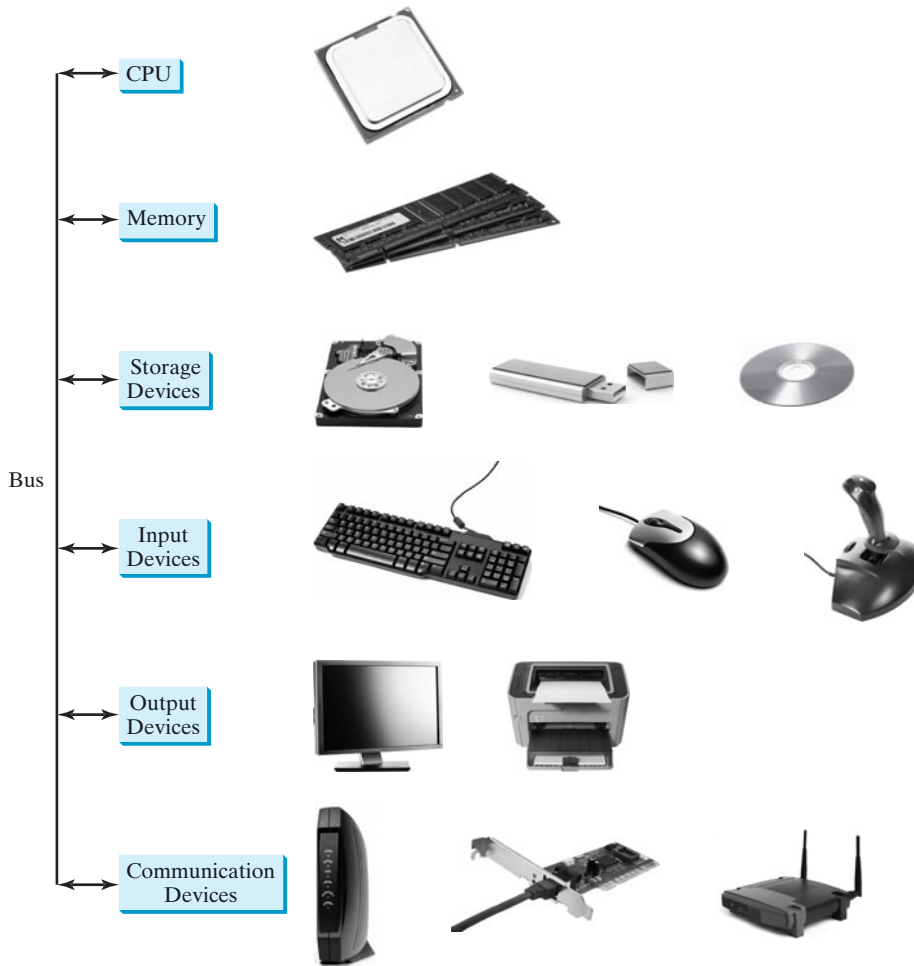 CPU
Memory
Storage
Devices
Bus
Input
Devices
Output
Devices
Communication
Devices